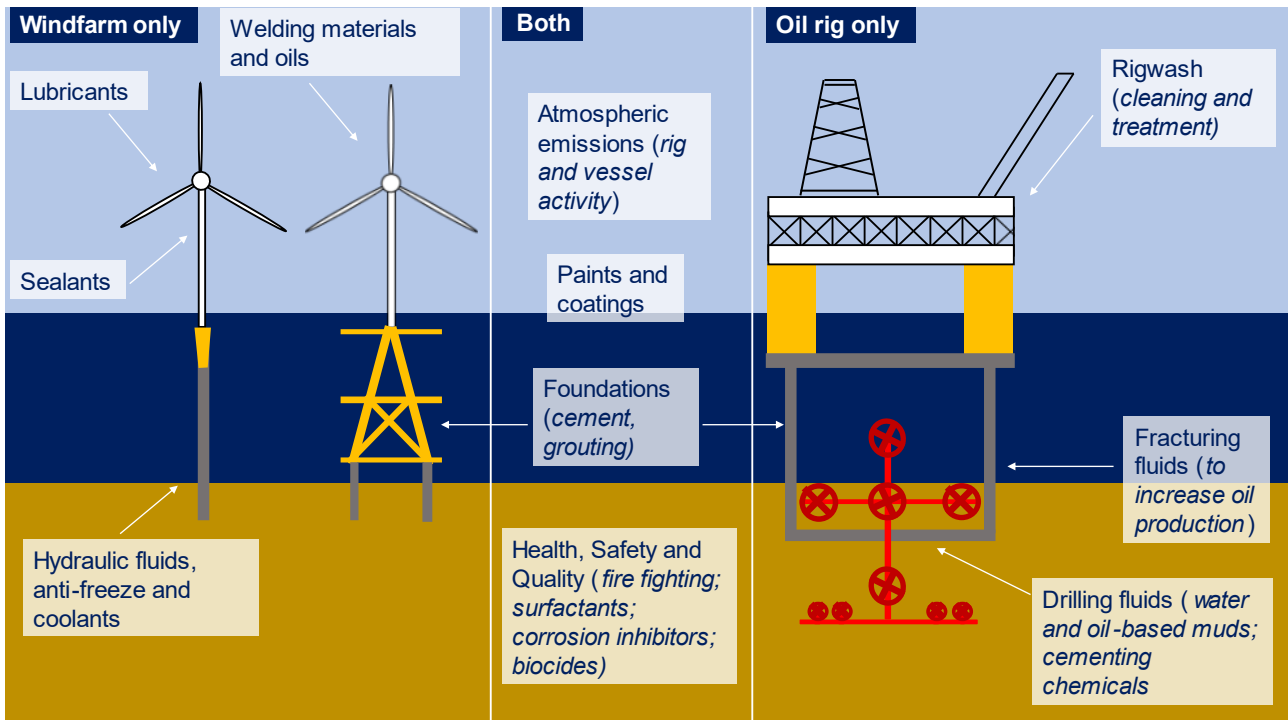 Windfarm only
Welding materials
and oils
Lubricants
Sealants
Hydraulic fluids,
anti-freeze and
coolants
Both
Atmospheric
emissions (rig
and vessel
activity)
Paints and
coatings
Foundations
(cement,
grouting)
Health, Safety and
Quality (fire fighting;
surfactants;
corrosion inhibitors;
biocides)
Oil rig only
Rigwash
(cleaning and
treatment)
Fracturing
fluids (to
increase oil
production)
Drilling fluids (water
and oil-based muds;
cementing
chemicals